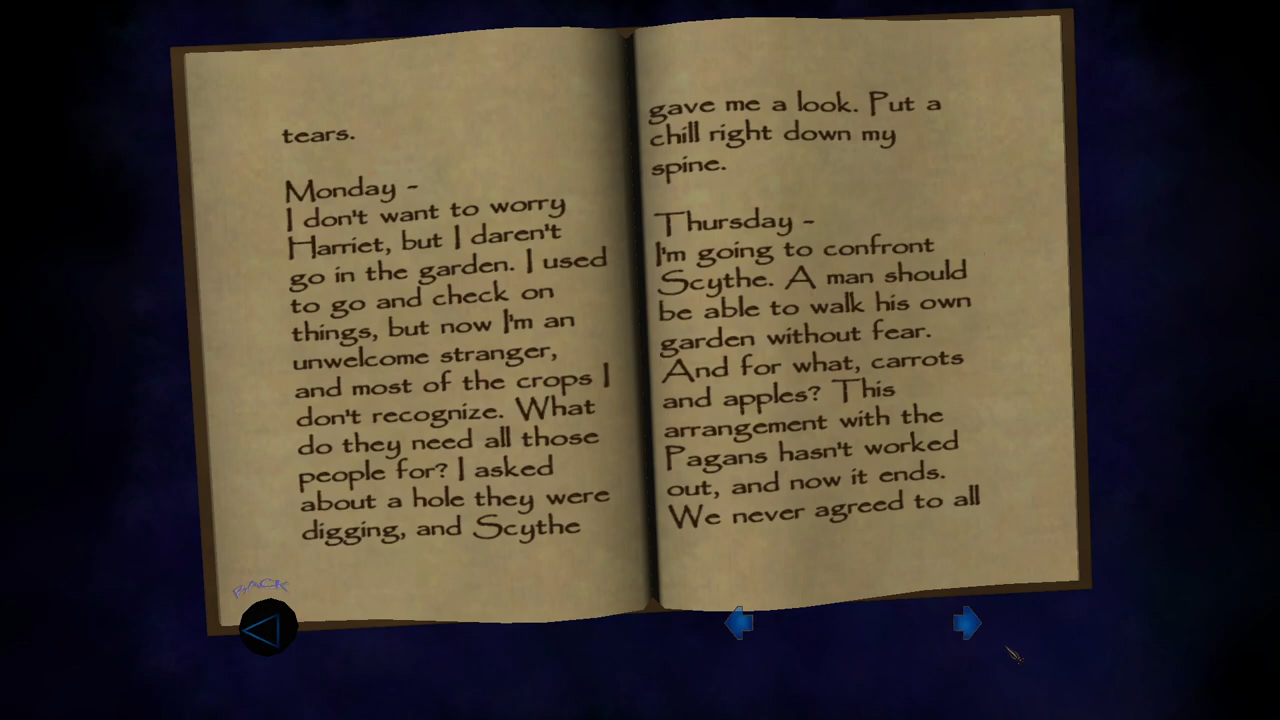 tears.
Monday -
I don't want to worry
Harriet, but I daren't
go in the garden. I used
to go and check on
things, but now I'm an
unwelcome stranger,
and most of the crops I
don't recognize. What
do they need all those
people for? I asked
about a hole they were
digging, and Scythe
gave me a look. Put a
chill right down my
spine.
Thursday -
I'm going to confront
Scythe. A man should
be able to walk his own
garden without fear.
And for what, carrots
and apples? This
arrangement with the
Pagans hasn't worked
out, and now it ends.
We never agreed to all
BACK